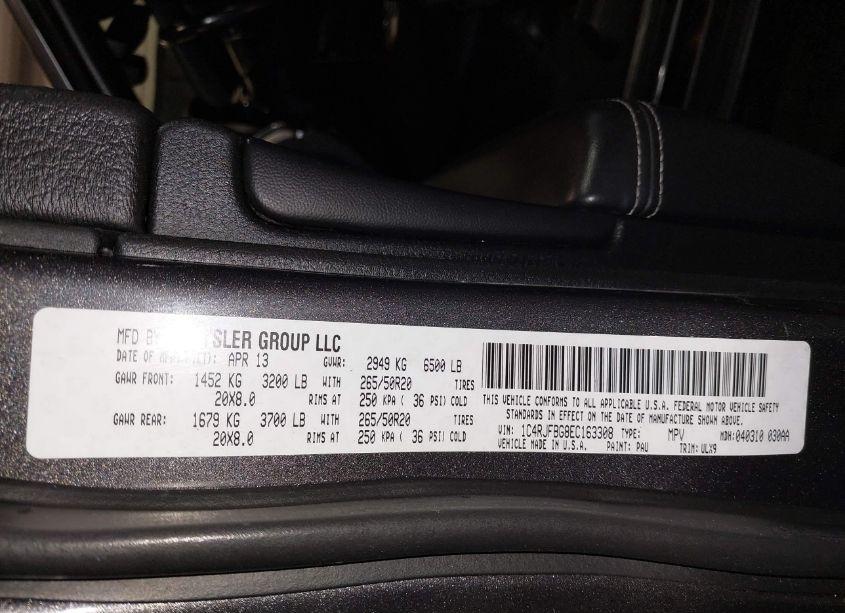 MFD BY SLER GROUP LLC
DATE OF APR 13 GVWR: 2949 KG 6500 LB
GAWR FRONT: 1452 KG 3200 LB WITH 265/50R20 TIRES
20X8.0 RIMS AT 250 KPA ( 36 PSI) COLD
GAWR REAR: 1679 KG 3700 LB WITH 265/50R20 TIRES
20X8.0 RIMS AT 250 KPA ( 36 PSI) COLD
THIS VEHICLE CONFORMS TO ALL APPLICABLE U.S.A. FEDERAL MOTOR VEHICLE SAFETY
STANDARDS IN EFFECT ON THE DATE OF MANUFACTURE SHOWN ABOVE.
VIN: 1C4RJFBG8EC163308 TYPE: MPV MDH:040310 030AA
VEHICLE MADE IN U.S.A. PAINT: PAU TRIM: ULX9